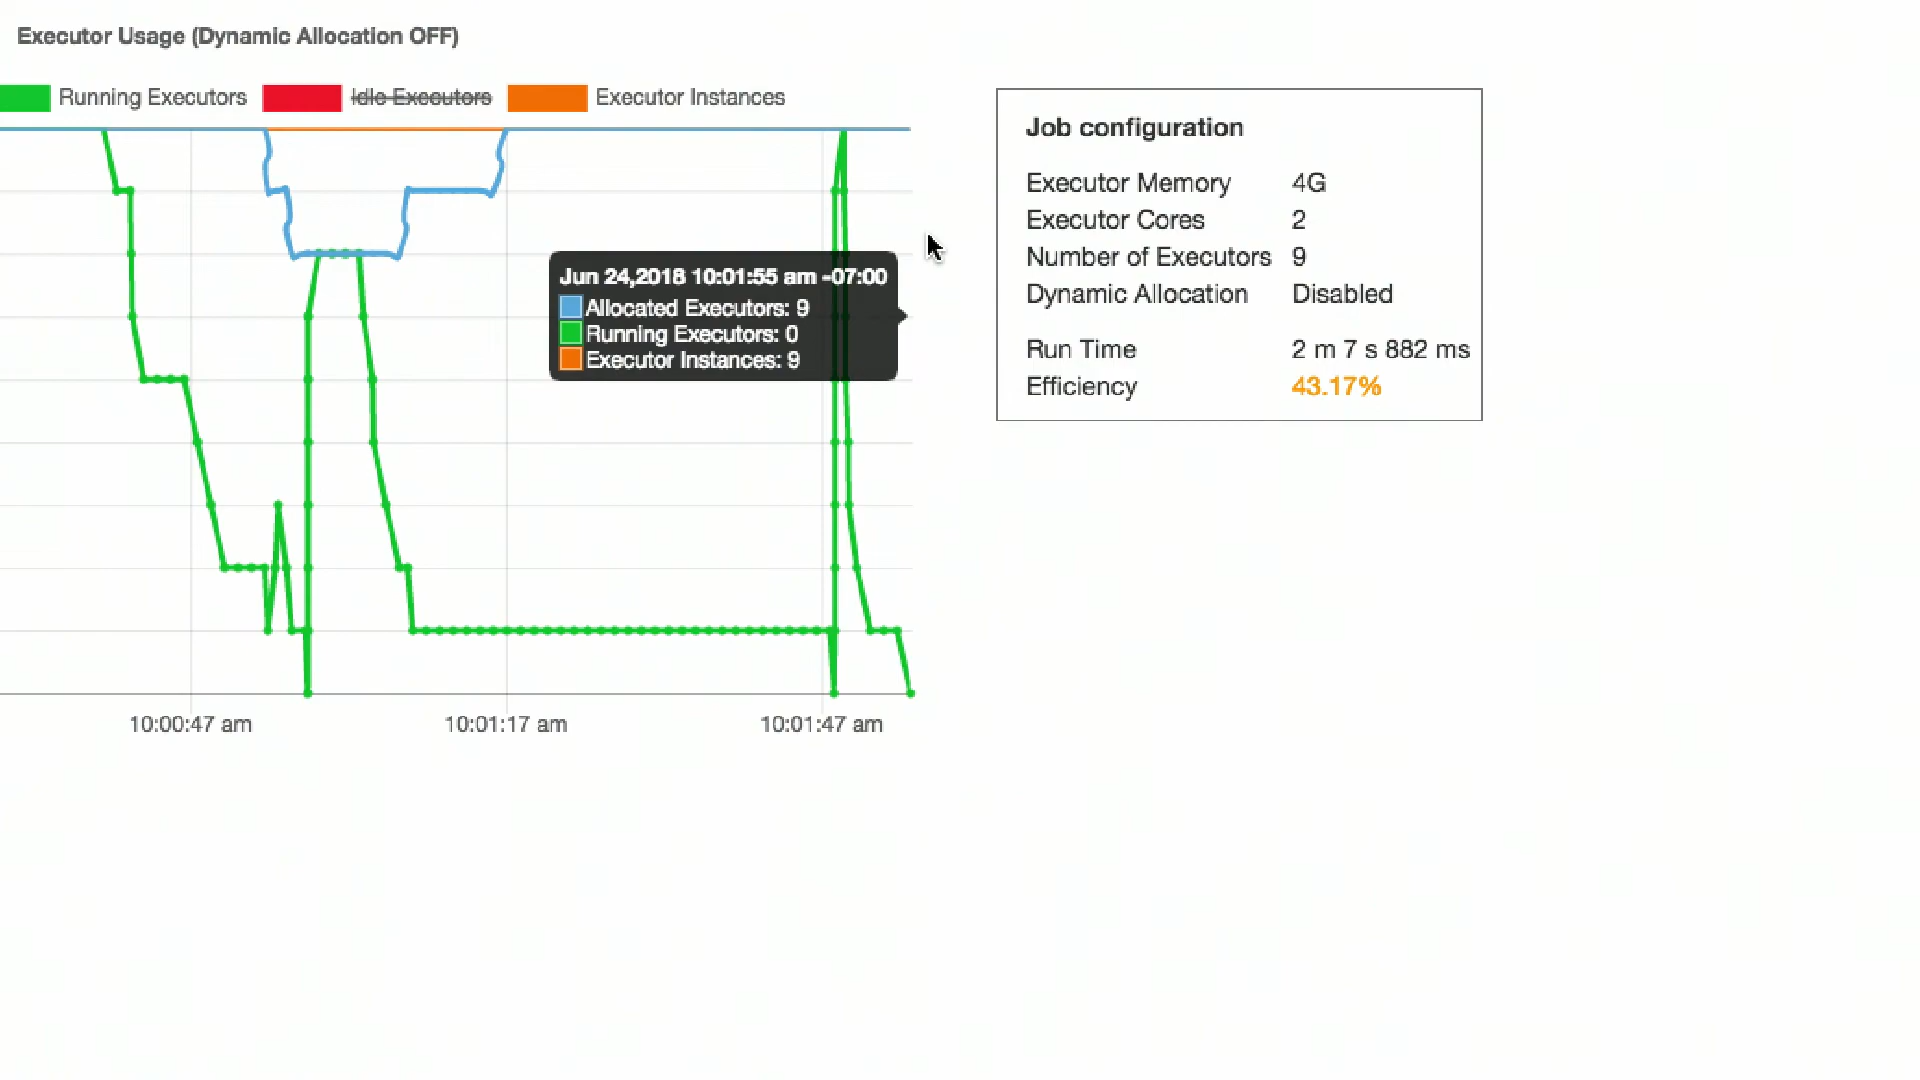 Executor Usage (Dynamic Allocation OFF)
Running Executors Idle Executors Executor Instances
Jun 24,2018 10:01:55 am -07:00
Allocated Executors: 9
Running Executors: 0
Executor Instances: 9
10:00:47 am 10:01:17 am 10:01:47 am
Job configuration
Executor Memory 4G
Executor Cores 2
Number of Executors 9
Dynamic Allocation Disabled
Run Time 2 m 7 s 882 ms
Efficiency 43.17%